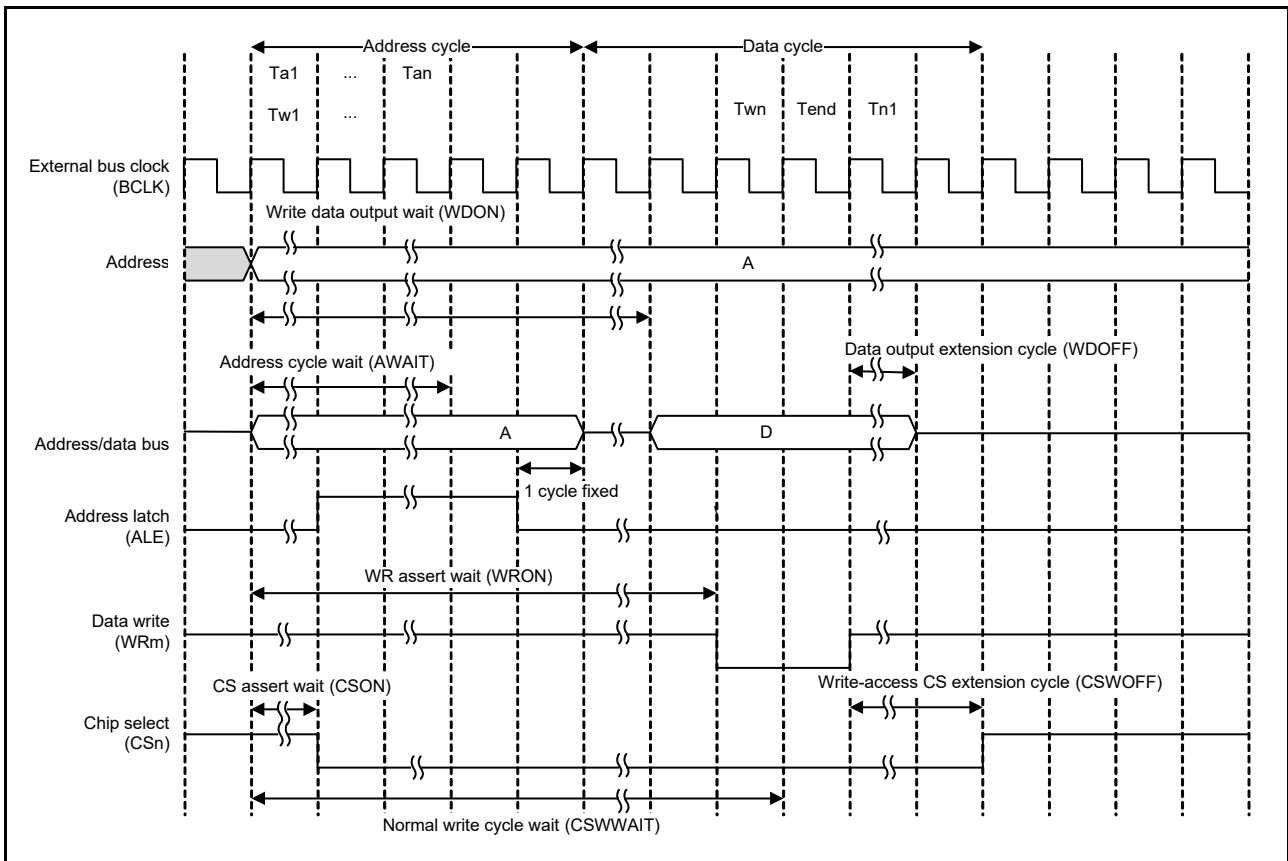 Address cycle Data cycle
Ta1 ... Tan
Twn Tend Tn1
Tw1 ...
External bus clock
(BCLK)
Write data output wait (WDON)
Address
A
Data output extension cycle (WDOFF)
Address cycle wait (AWAIT)
A D
Address/data bus
1 cycle fixed
Address latch
(ALE)
WR assert wait (WRON)
Data write
(WRm)
CS assert wait (CSON)
Write-access CS extension cycle (CSWOFF)
Chip select
(CSn)
Normal write cycle wait (CSWWAIT)